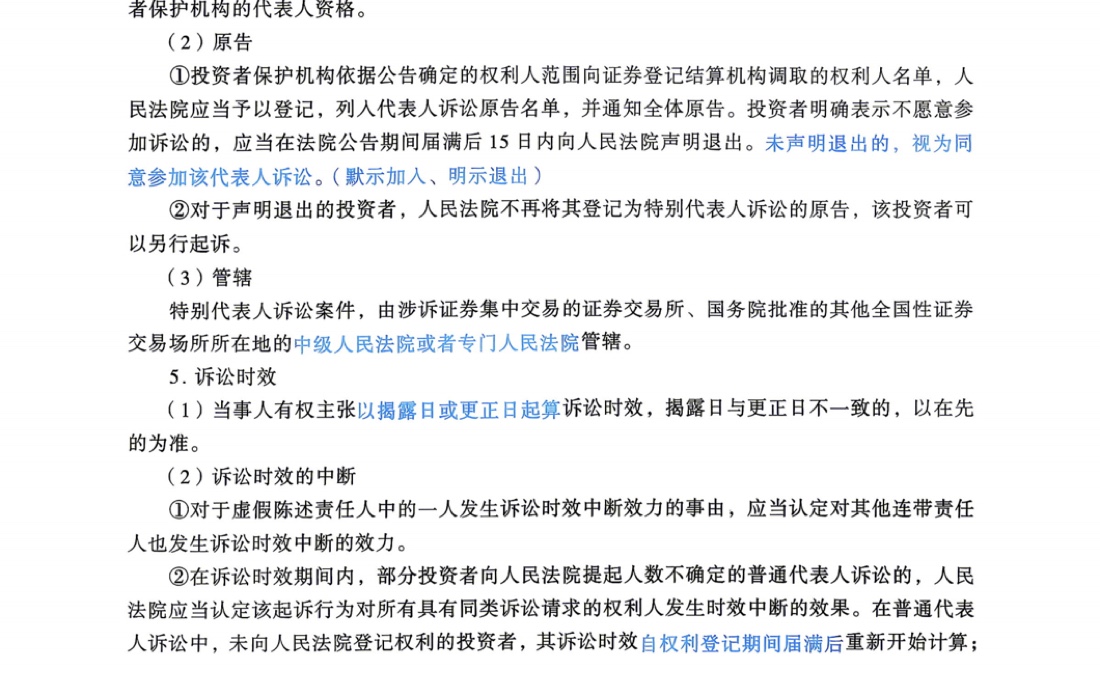 者保护机构的代表人资格。
（2）原告
①投资者保护机构依据公告确定的权利人范围向证券登记结算机构调取的权利人名单，人
民法院应当予以登记，列入代表人诉讼原告名单，并通知全体原告。投资者明确表示不愿意参
加诉讼的，应当在法院公告期间届满后 15 日内向人民法院声明退出。未声明退出的，视为同
意参加该代表人诉讼。（默示加入、明示退出）
②对于声明退出的投资者，人民法院不再将其登记为特别代表人诉讼的原告，该投资者可
以另行起诉。
（3）管辖
特别代表人诉讼案件，由涉诉证券集中交易的证券交易所、国务院批准的其他全国性证券
交易场所所在地的中级人民法院或者专门人民法院管辖。
5. 诉讼时效
（1）当事人有权主张以揭露日或更正日起算诉讼时效，揭露日与更正日不一致的，以在先
的为准。
（2）诉讼时效的中断
①对于虚假陈述责任人中的一人发生诉讼时效中断效力的事由，应当认定对其他连带责任
人也发生诉讼时效中断的效力。
②在诉讼时效期间内，部分投资者向人民法院提起人数不确定的普通代表人诉讼的，人民
法院应当认定该起诉行为对所有具有同类诉讼请求的权利人发生时效中断的效果。在普通代表
人诉讼中，未向人民法院登记权利的投资者，其诉讼时效自权利登记期间届满后重新开始计算；